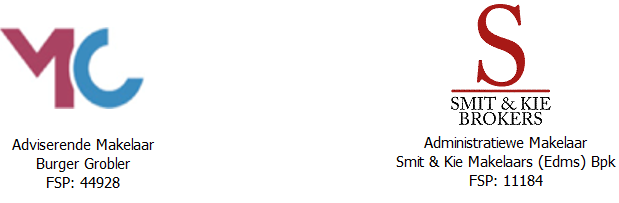 MC
Adviserende Makelaar
Burger Grobler
FSP: 44928
S
SMIT & KIE
BROKERS
Administratiewe Makelaar
Smit & Kie Makelaars (Edms) Bpk
FSP: 11184